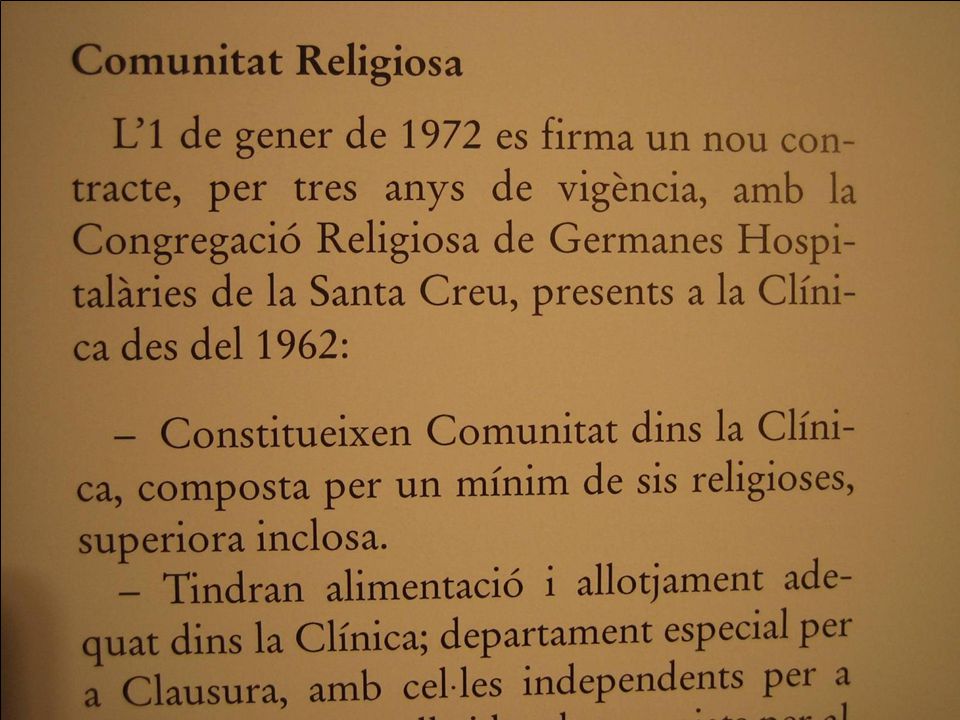 Comunitat Religiosa
L'1 de gener de 1972 es firma un nou con-
tracte, per tres anys de vigència, amb la
Congregació Religiosa de Germanes Hospi-
talàries de la Santa Creu, presents a la Clíni-
ca des del 1962:
– Constitueixen Comunitat dins la Clíni-
ca, composta per un mínim de sis religioses,
superiora inclosa.
– Tindran alimentació i allotjament ade-
quat dins la Clínica; departament especial per
a Clausura, amb cel·les independents per a